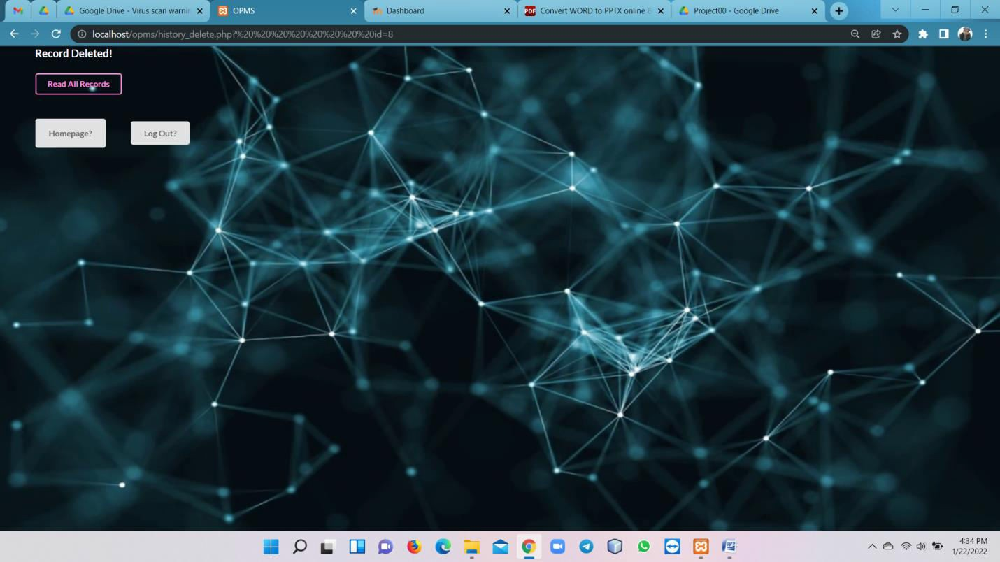 Google Drive - Virus scan warnin
OPMS
Dashboard
Convert WORD to PPTX online &
Project00 - Google Drive
localhost/opms/history_delete.php?%20%20%20%20%20%20%20%20id=8
Record Deleted!
Read All Records
Homepage?
Log Out?
4:34 PM
1/22/2022